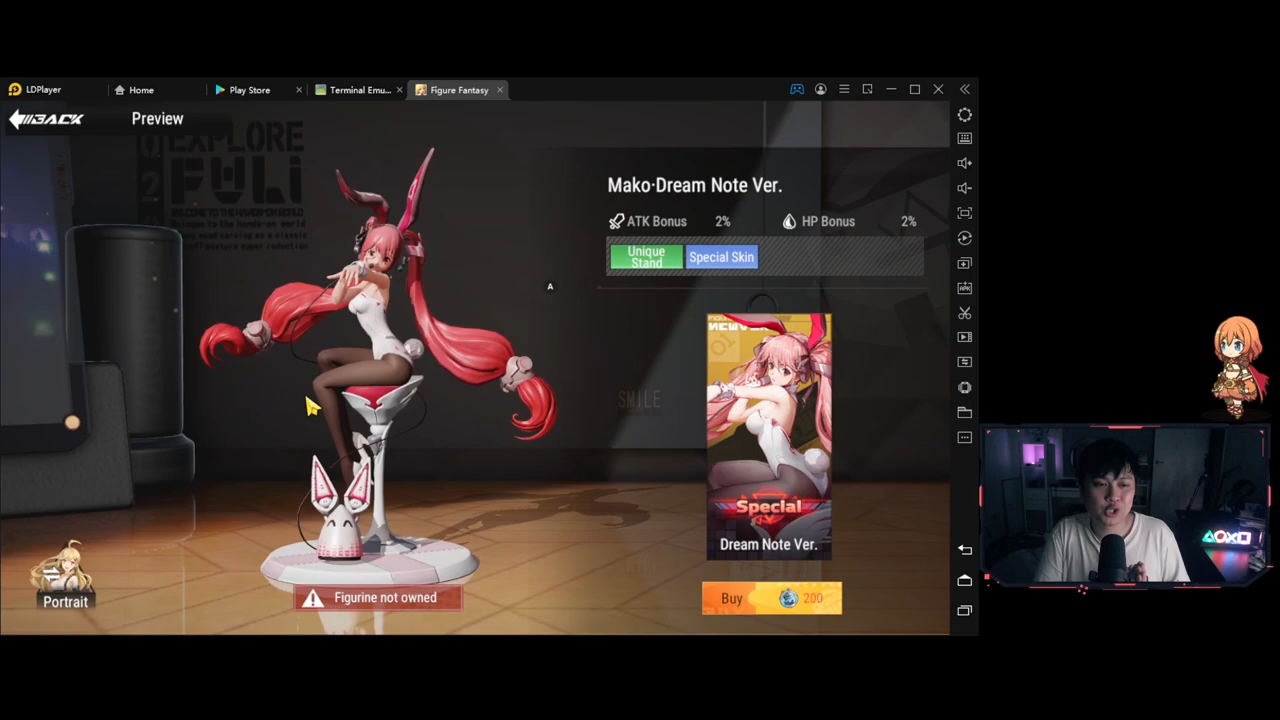 LDPlayer
Home
Play Store
Terminal Emu...
Figure Fantasy
BACK
Preview
EXPLORE
FULi
Mako·Dream Note Ver.
ATK Bonus 2%
HP Bonus 2%
Unique
Stand
Special Skin
A
SMILE
Special
Dream Note Ver.
Portrait
Figurine not owned
Buy 200